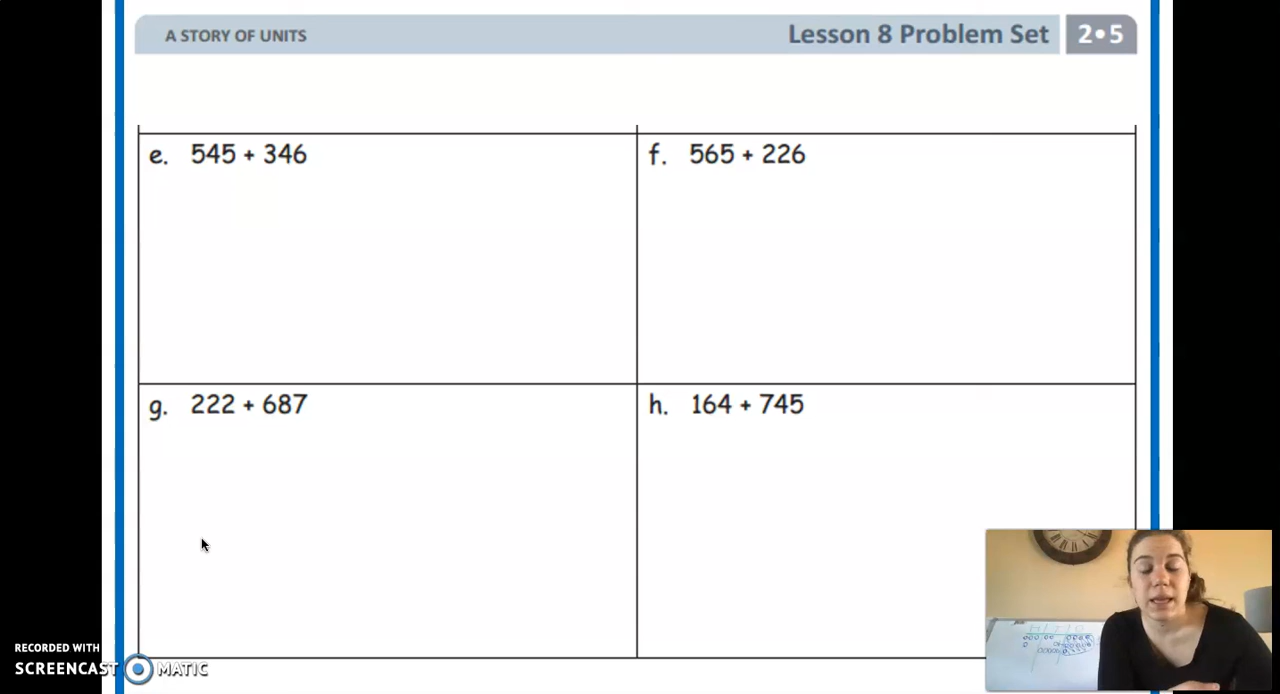 A STORY OF UNITS
Lesson 8 Problem Set 2•5
e. 545 + 346
f. 565 + 226
g. 222 + 687
h. 164 + 745
RECORDED WITH
SCREENCAST MATIC